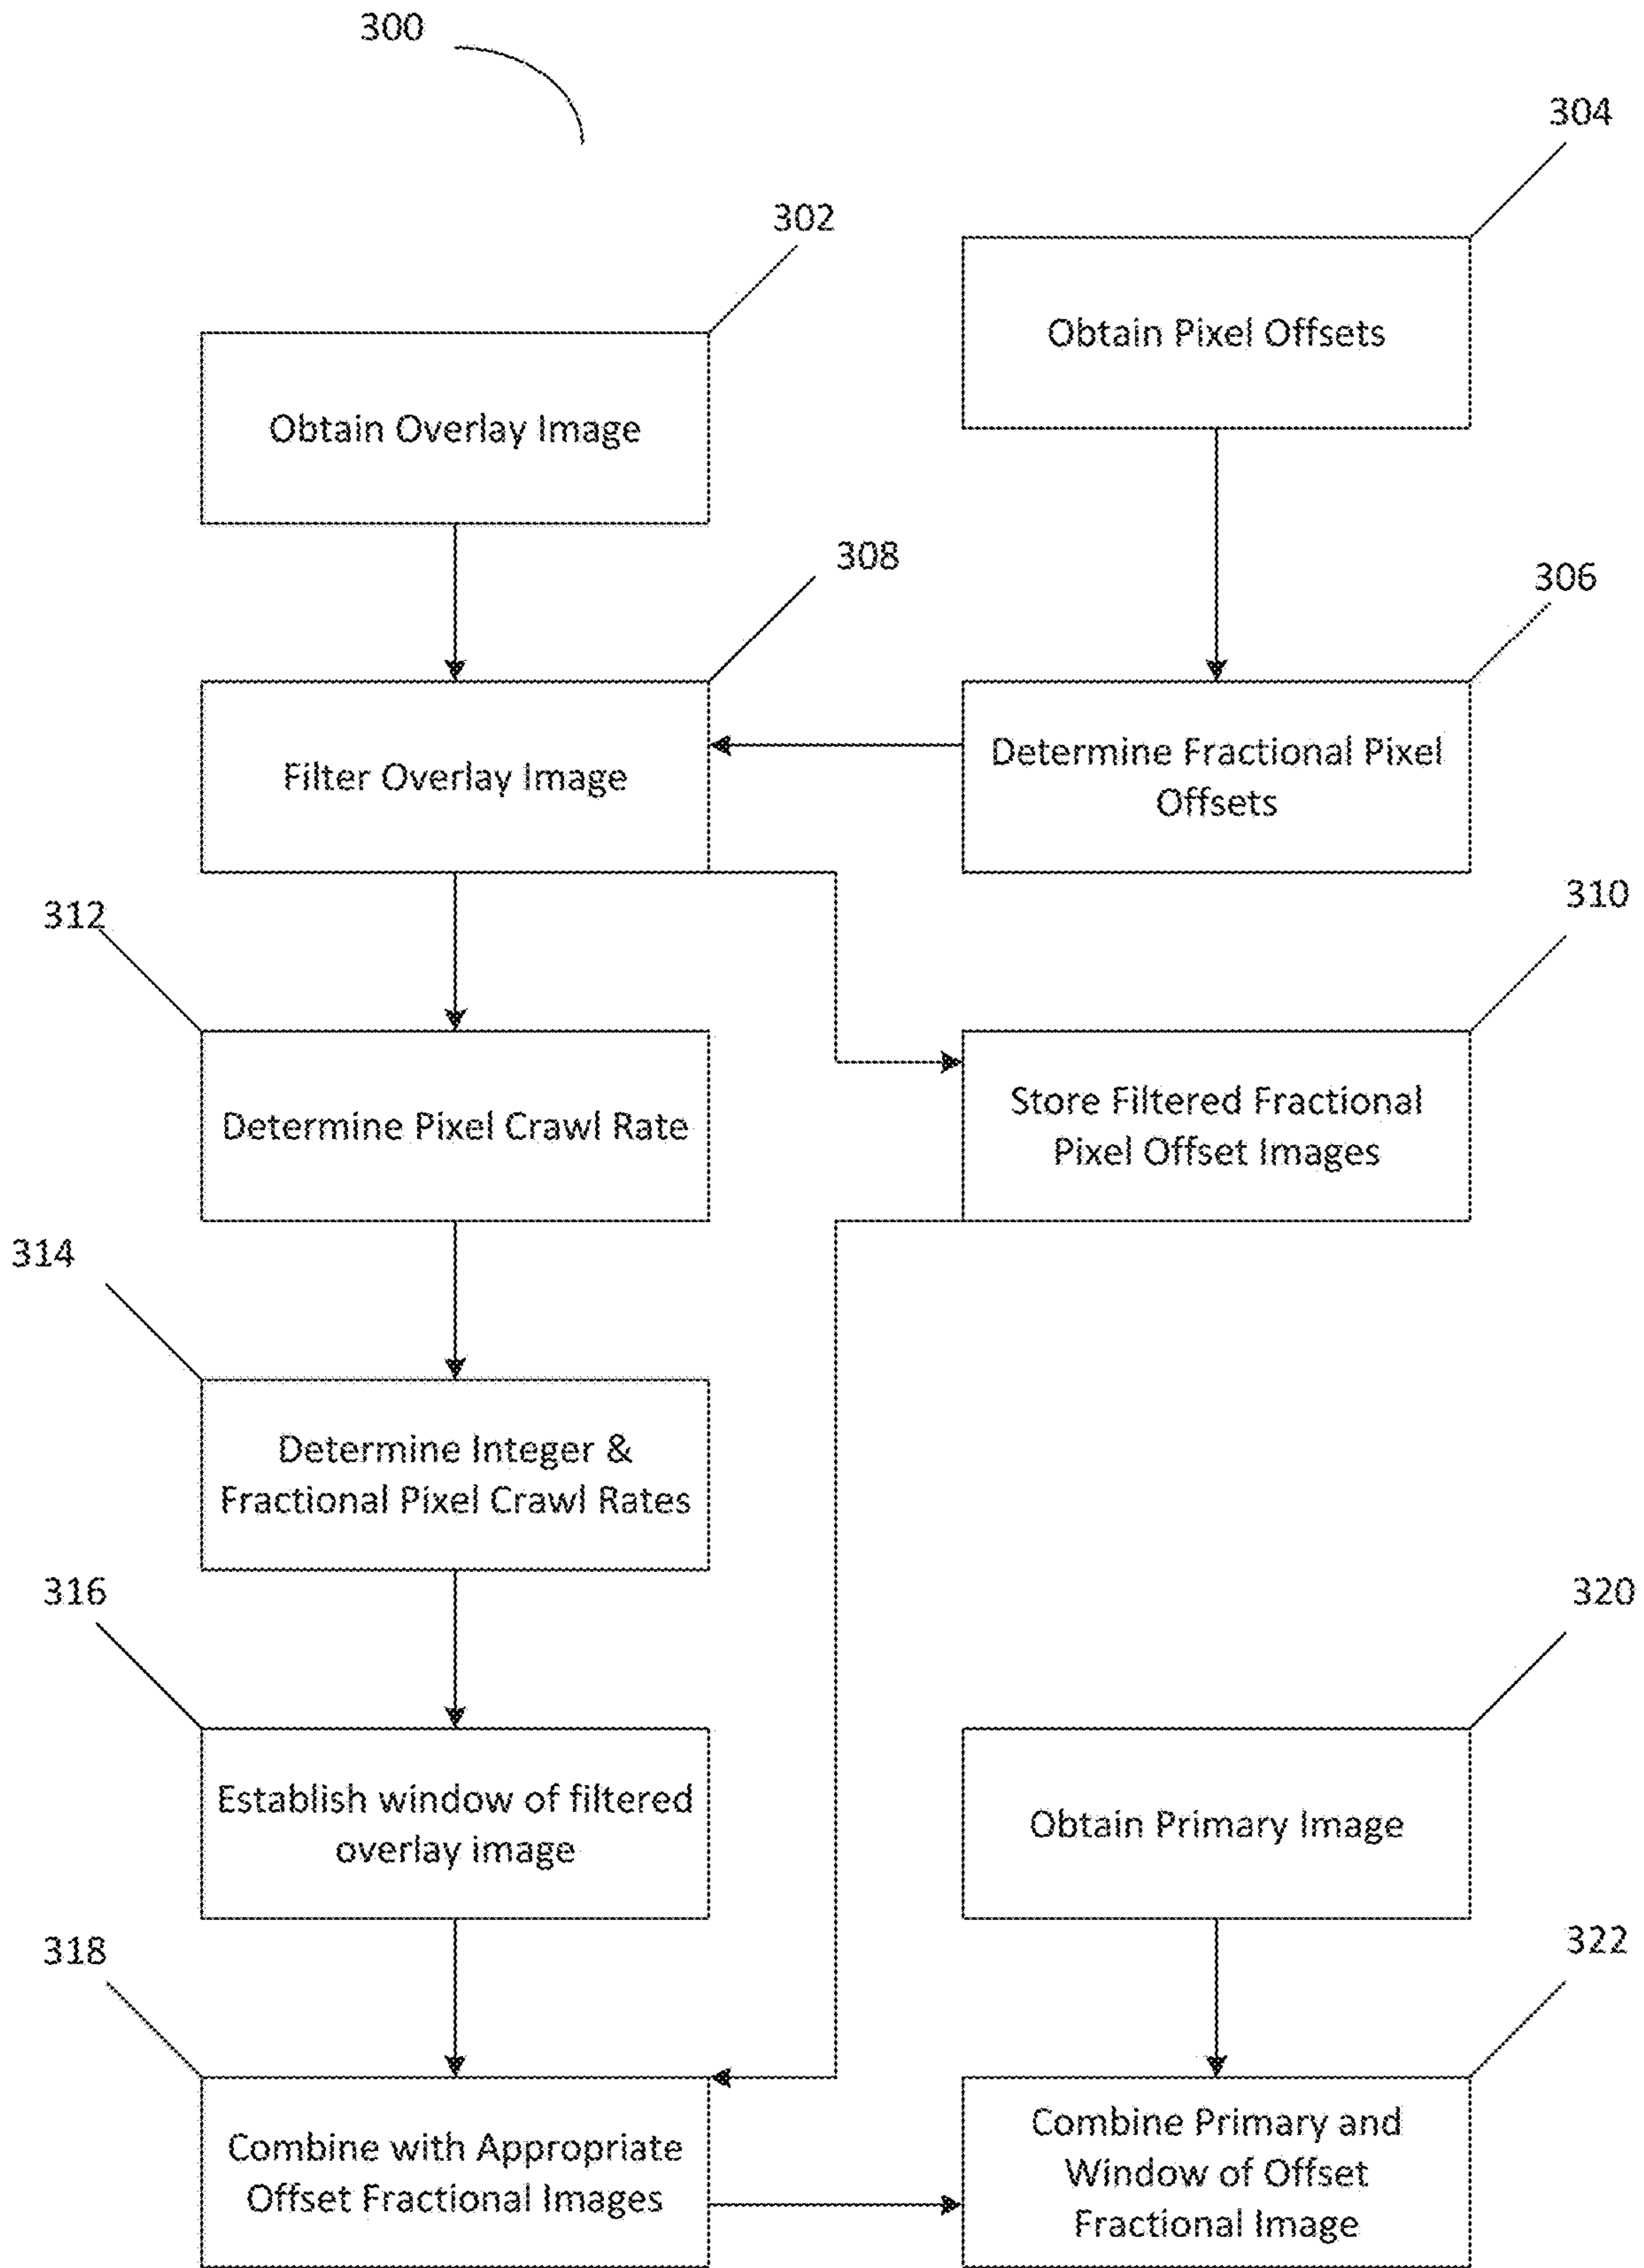 300
304
302
Obtain Pixel Offsets
Obtain Overlay Image
308
306
Determine Fractional Pixel
Offsets
Filter Overlay Image
312
310
Store Filtered Fractional
Pixel Offset Images
Determine Pixel Crawl Rate
314
Determine Integer &
Fractional Pixel Crawl Rates
316
320
Establish window of filtered
overlay image
Obtain Primary Image
318
322
Combine with Appropriate
Offset Fractional Images
Combine Primary and
Window of Offset
Fractional Image